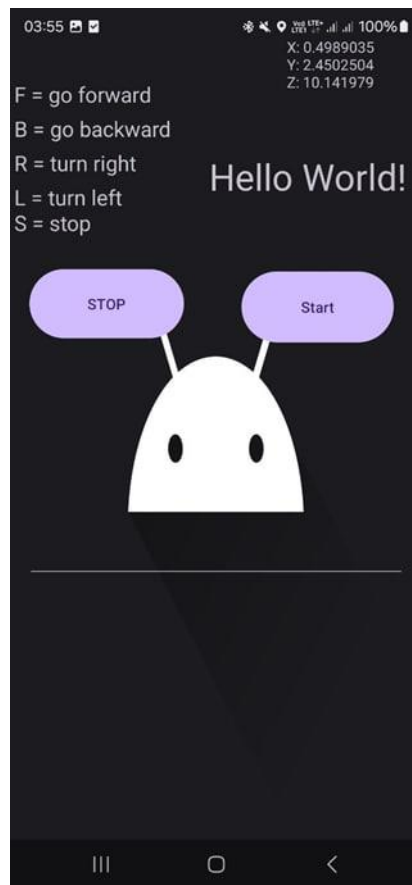 03:55 100%
X: 0.4989035
Y: 2.4502504
Z: 10.141979
F = go forward
B = go backward
R = turn right
L = turn left
S = stop
Hello World!
STOP Start